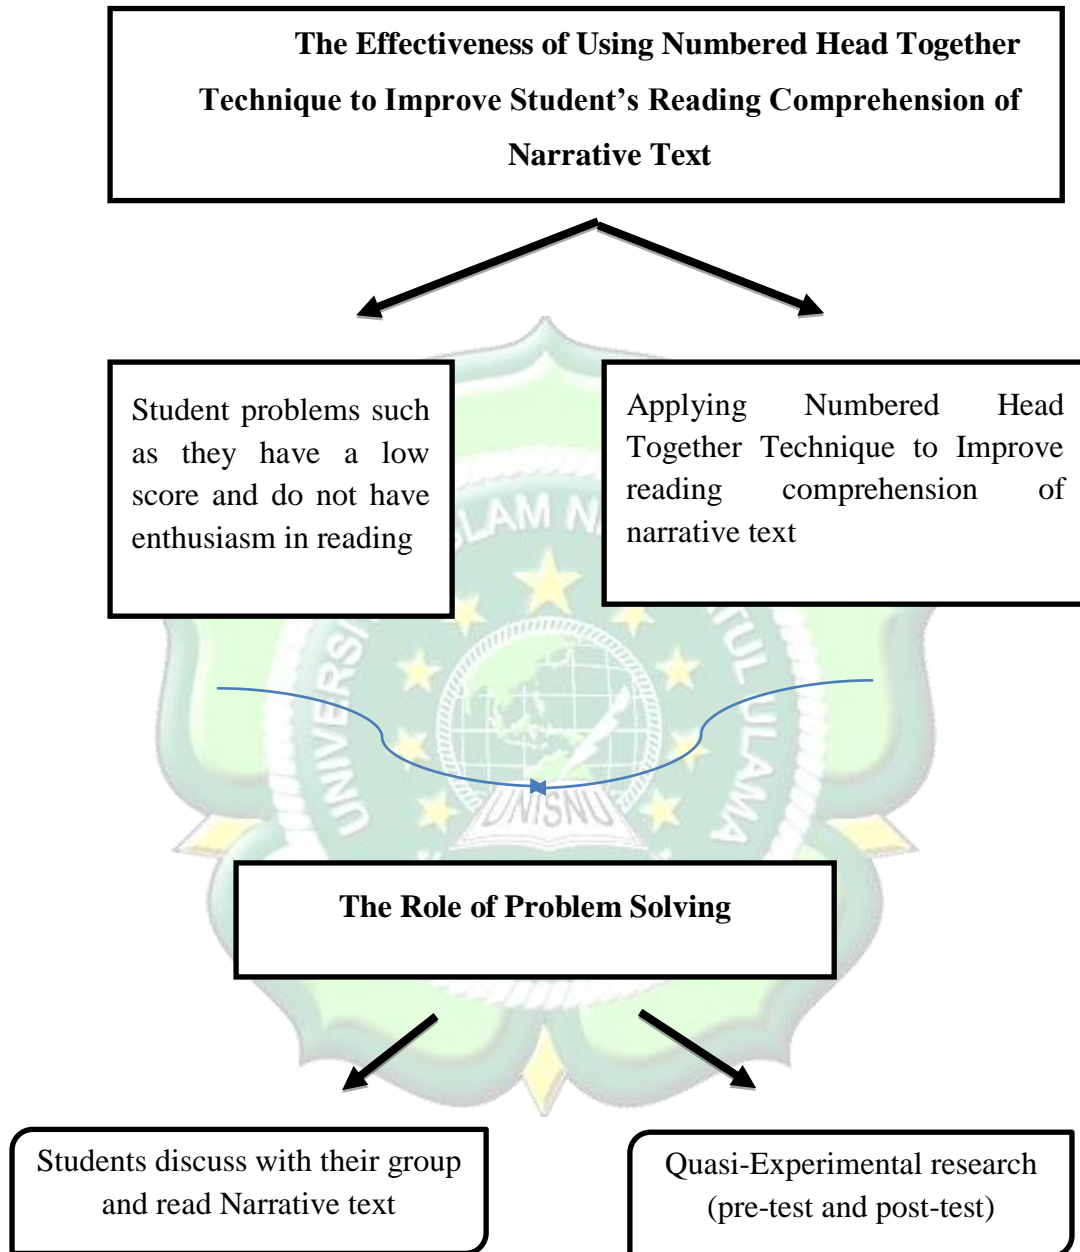 The Effectiveness of Using Numbered Head Together
Technique to Improve Student’s Reading Comprehension of
Narrative Text
Student problems such
as they have a low
score and do not have
enthusiasm in reading
Applying Numbered Head
Together Technique to Improve
reading comprehension of
narrative text
UNISNU
ULAMA
The Role of Problem Solving
Students discuss with their group
and read Narrative text
Quasi-Experimental research
(pre-test and post-test)